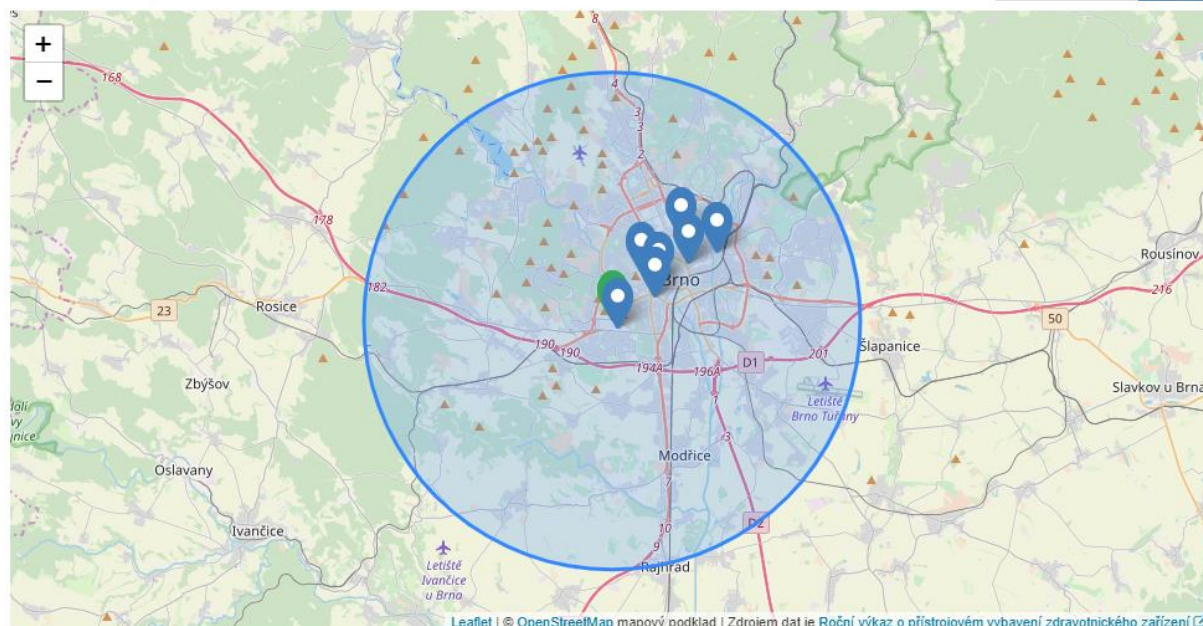 +
8
168
4
3
3
2
178
Rousínov
182
Rosice
Brno
216
23
50
190
190
201
Šlapanice
194A
196A
D1
Zbýšov
Slavkov u Brna
Letiště
Brno Tuřany
1
3
Modřice
Oslavany
7
Ivančice
10
D2
9
Letiště
Ivančice
u Brna
Rajhrad
Leaflet | © OpenStreetMap mapový podklad | Zdrojem dat je Roční výkaz o přístrojovém vybavení zdravotnického zařízení